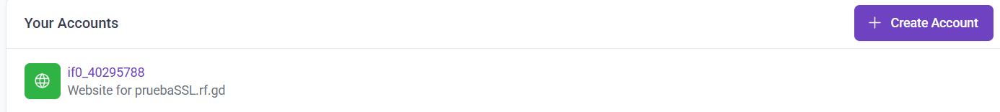 Your Accounts
+ Create Account
if0_40295788
Website for pruebaSSL.rf.gd